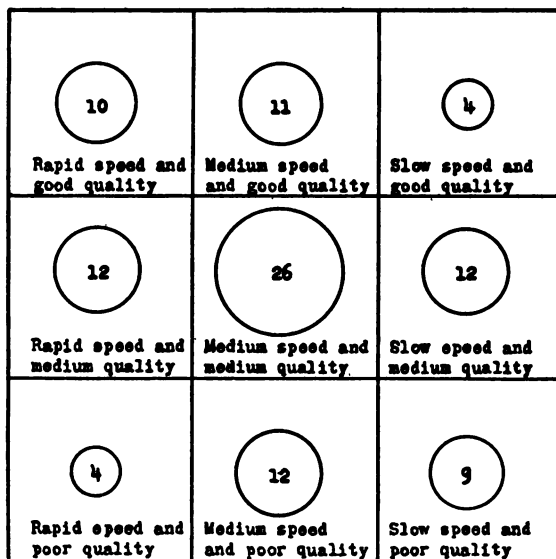 10
Rapid speed and
good quality
11
Medium speed
and good quality
4
Slow speed and
good quality
12
Rapid speed and
medium quality
26
Medium speed and
medium quality
12
Slow speed and
medium quality
4
Rapid speed and
poor quality
12
Medium speed
and poor quality
9
Slow speed and
poor quality